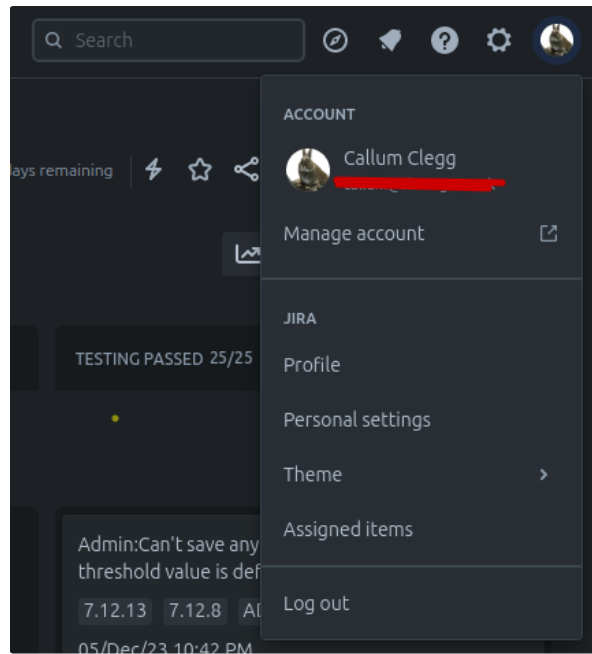 Search
ACCOUNT
Callum Clegg
Manage account
days remaining
JIRA
TESTING PASSED 25/25
Profile
Personal settings
Theme
Assigned items
Admin:Can't save any
threshold value is def
7.12.13 7.12.8 AD
Log out
05/Dec/23 10:42 PM